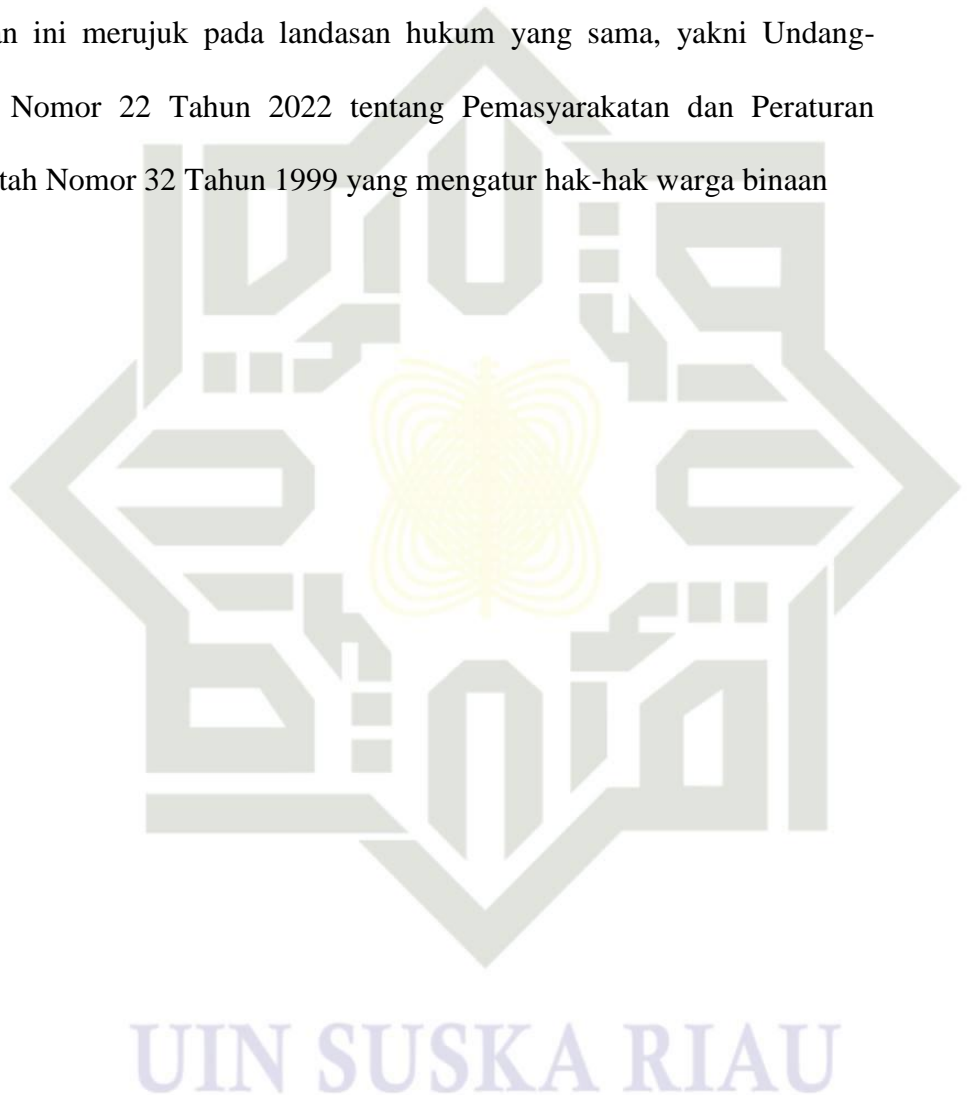 an ini merujuk pada landasan hukum yang sama, yakni Undang-
Nomor 22 Tahun 2022 tentang Pemasyarakatan dan Peraturan
tah Nomor 32 Tahun 1999 yang mengatur hak-hak warga binaan
UIN SUSKA RIAU